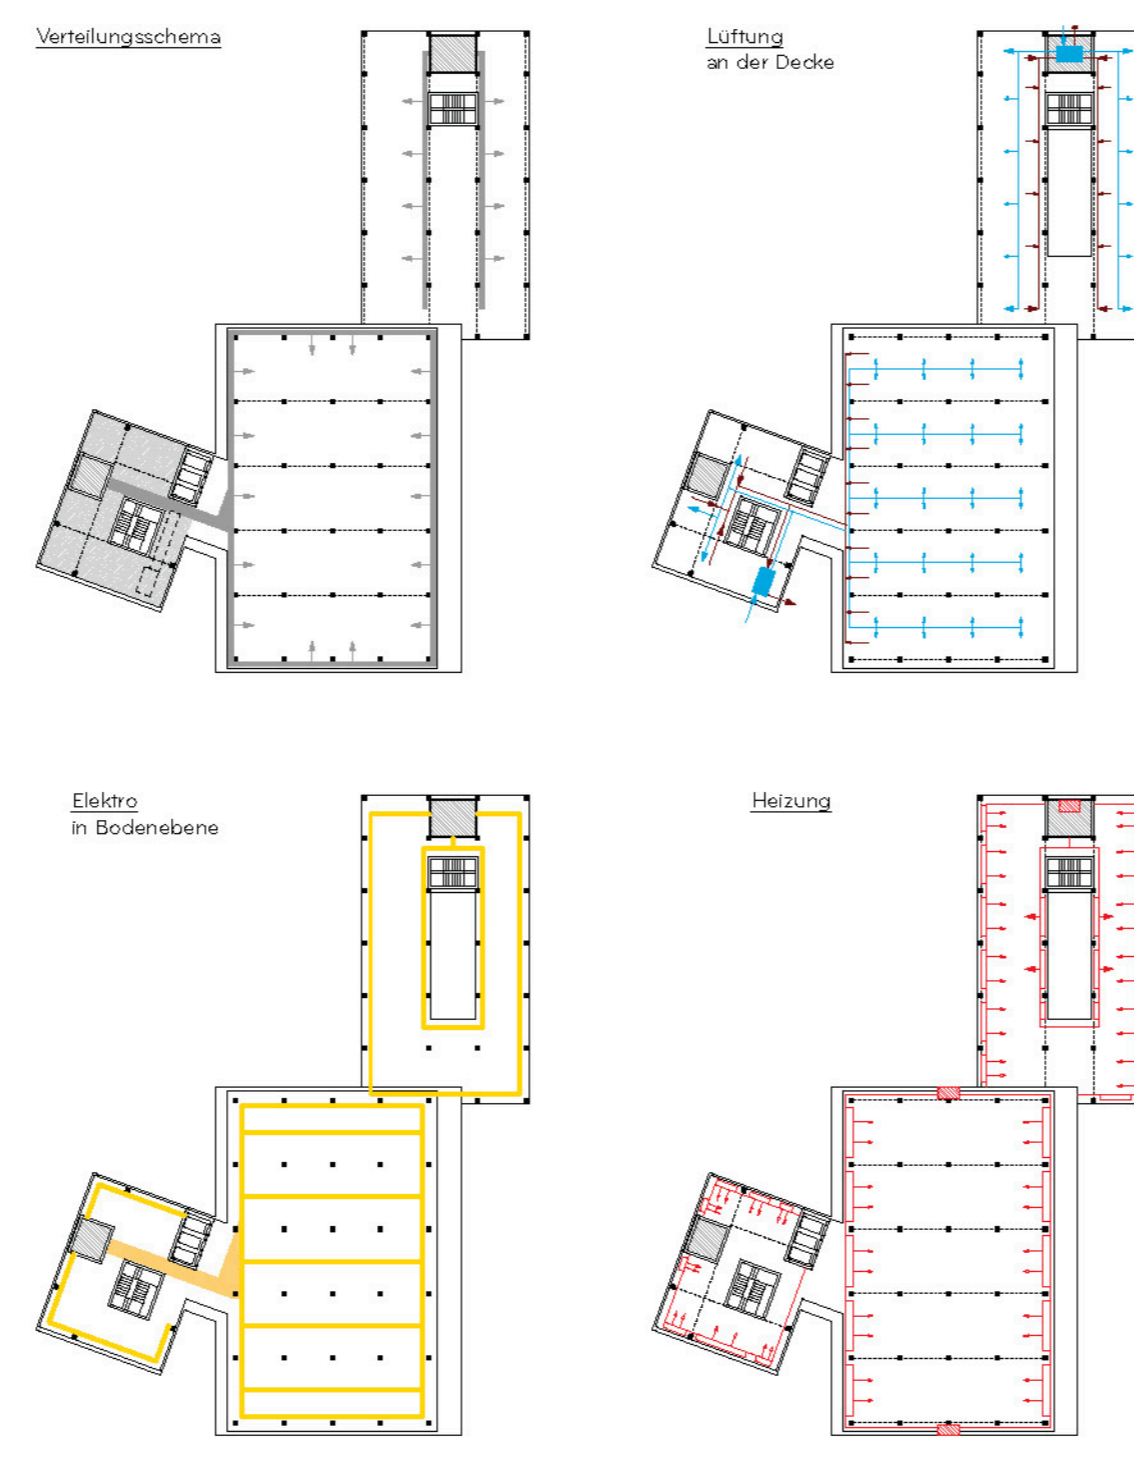 Verteilungsschema
Lüftung
an der Decke
Elektro
in Bodenebene
Heizung